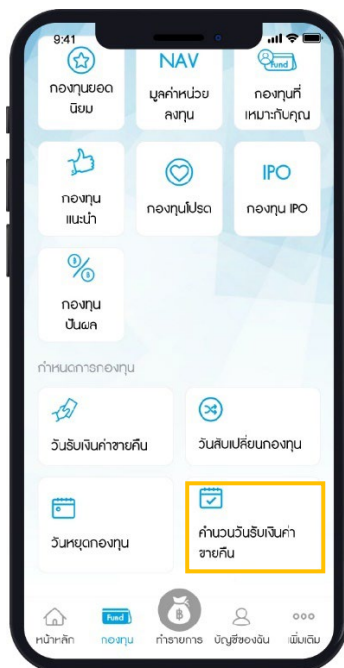 9:41
NAV
Fund
กองทุนยอด
นิยม
มูลค่าหน่วย
ลงทุน
กองทุนที่
เหมาะกับคุณ
IPO
กองทุน
แนะนำ
กองทุนโปรด
กองทุน IPO
กองทุน
ปันผล
กำหนดการกองทุน
วันรับเงินค่าขายคืน
วันสับเปลี่ยนกองทุน
วันหยุดกองทุน
คำนวนวันรับเงินค่า
ขายคืน
Fund
หน้าหลัก
กองทุน
ทำรายการ
บัญชีของฉัน
เพิ่มเติม